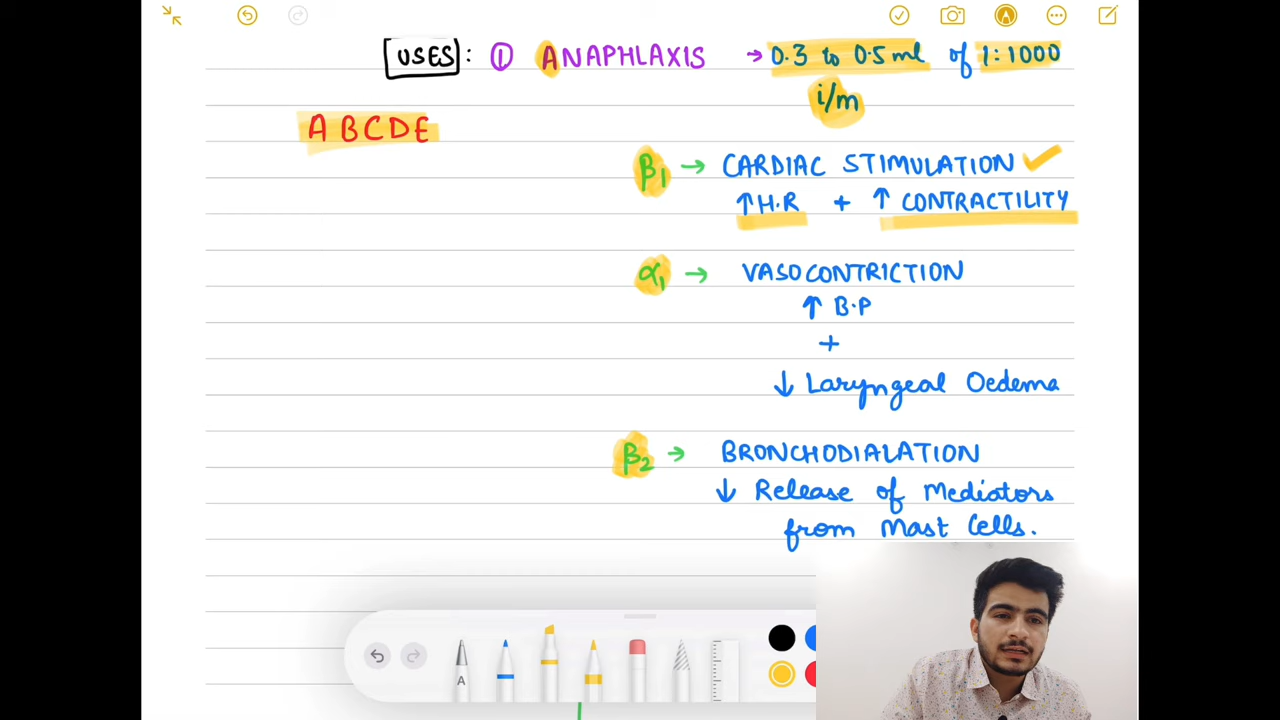 USES : ① ANAPHLAXIS → 0.3 to 0.5 ml of 1:1000
i/m
ABCDE
β1 → CARDIAC STIMULATION ✓
↑ H.R + ↑ CONTRACTILITY
α1 → VASOCONTRICTION
↑ B.P
+
↓ Laryngeal Oedema
β2 → BRONCHODIALATION
↓ Release of Mediators
from Mast Cells.
A